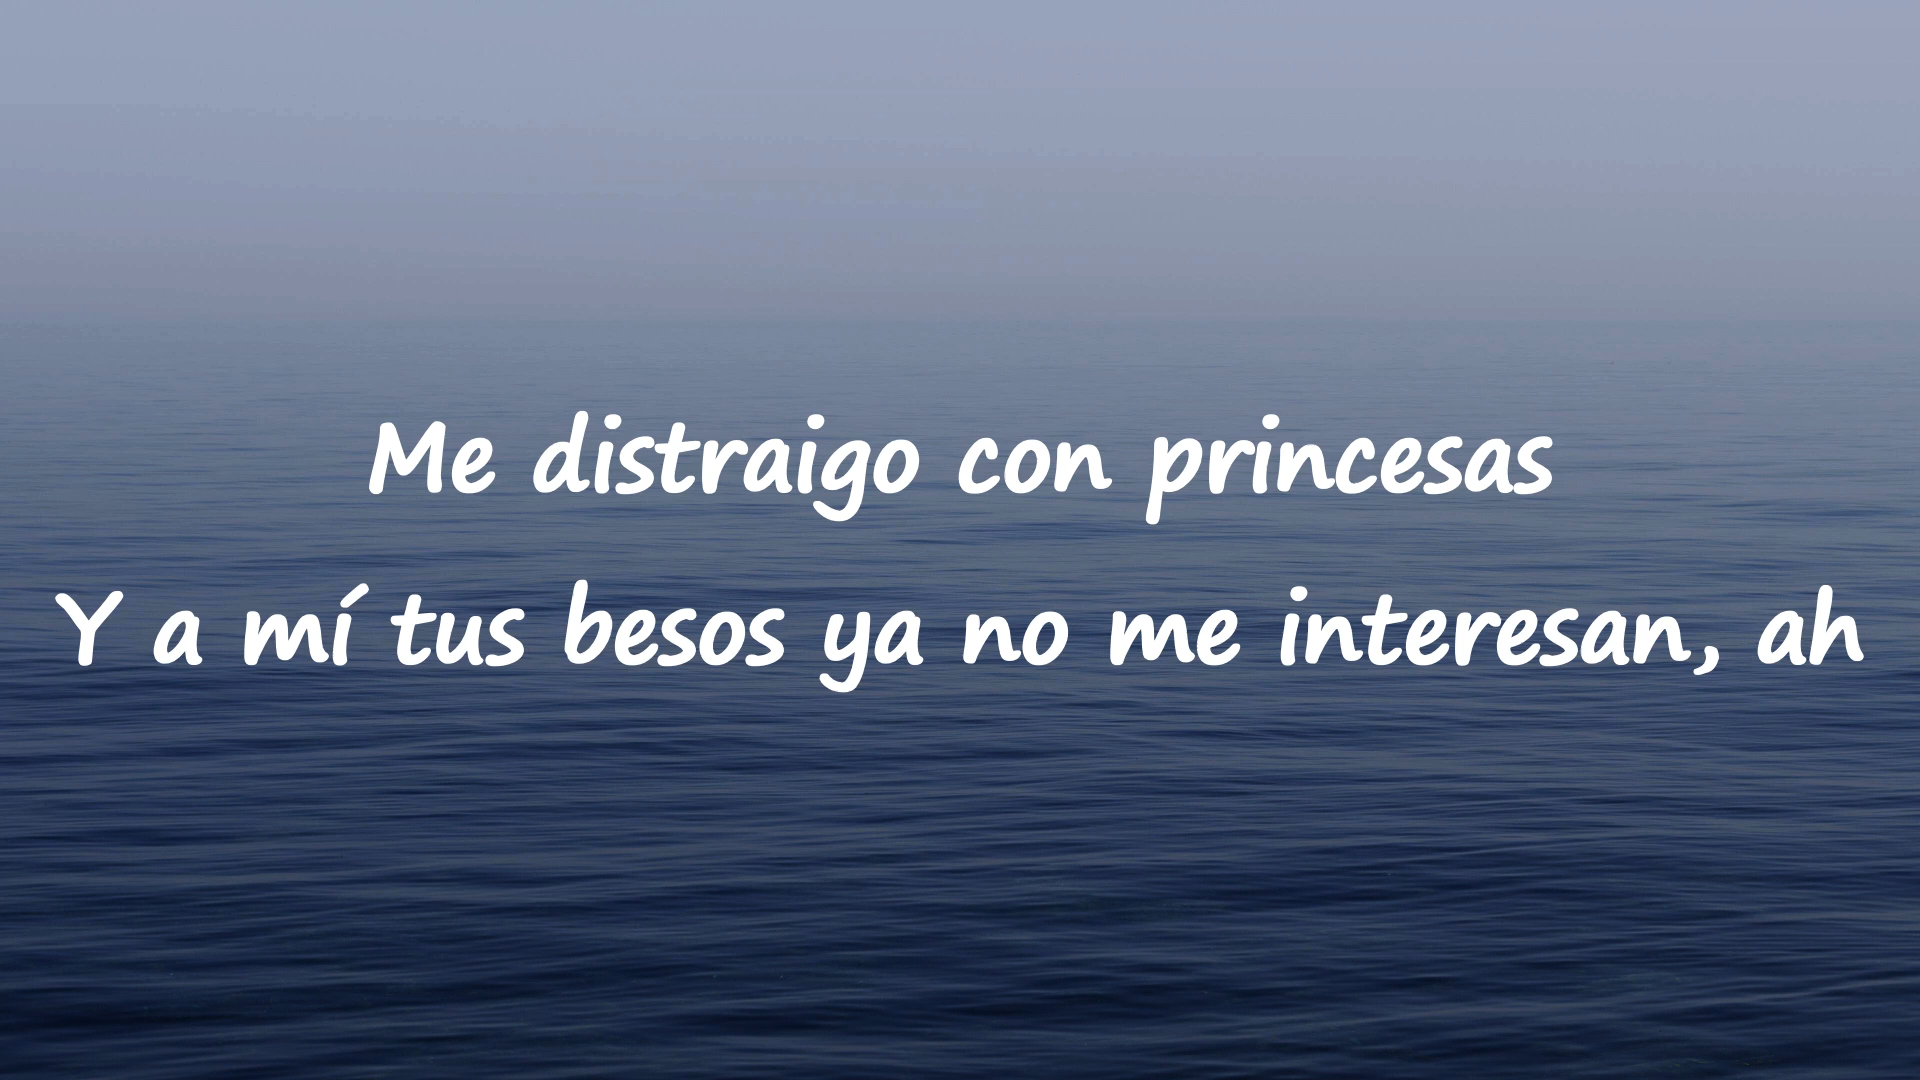 Me distraigo con princesas
Y a mí tus besos ya no me interesan, ah